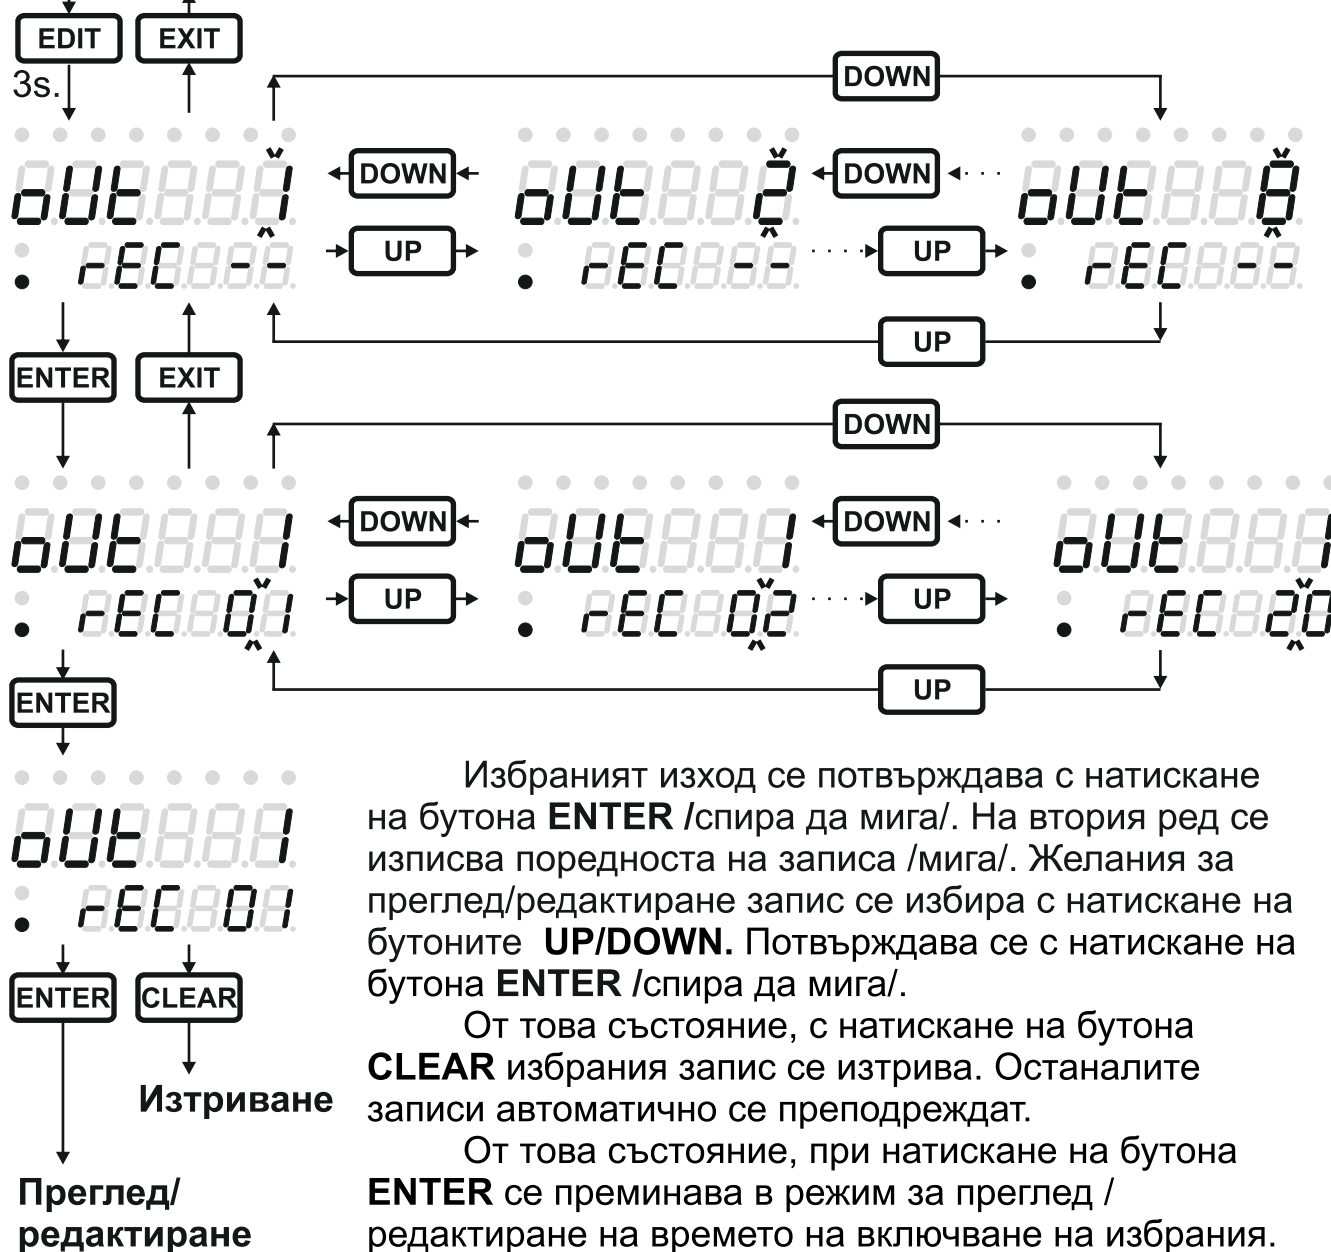 EDIT EXIT
3s.
DOWN
oUt 1 DOWN oUt 2 DOWN oUt 8
rEC -- UP rEC -- UP rEC --
UP
ENTER EXIT
DOWN
oUt 1 DOWN oUt 1 DOWN oUt 1
rEC 01 UP rEC 02 UP rEC 20
UP
ENTER
oUt 1
rEC 01
ENTER CLEAR
Изтриване
Преглед/
редактиране
Избраният изход се потвърждава с натискане
на бутона ENTER /спира да мига/. На втория ред се
изписва поредноста на записа /мига/. Желания за
преглед/редактиране запис се избира с натискане на
бутоните UP/DOWN. Потвърждава се с натискане на
бутона ENTER /спира да мига/.
От това състояние, с натискане на бутона
CLEAR избрания запис се изтрива. Останалите
записи автоматично се преподреждат.
От това състояние, при натискане на бутона
ENTER се преминава в режим за преглед /
редактиране на времето на включване на избрания.